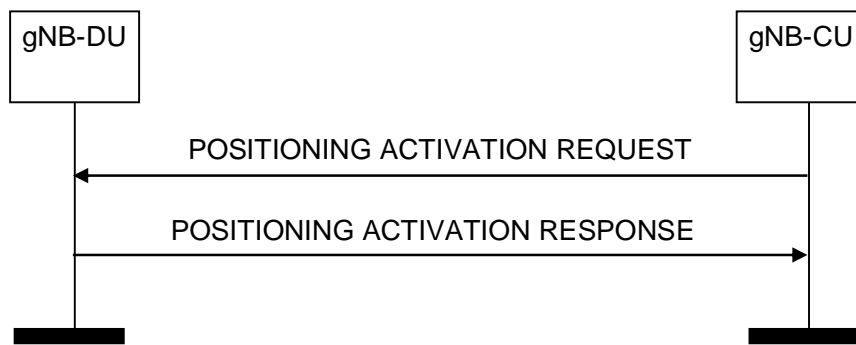 gNB-DU
gNB-CU
POSITIONING ACTIVATION REQUEST
POSITIONING ACTIVATION RESPONSE